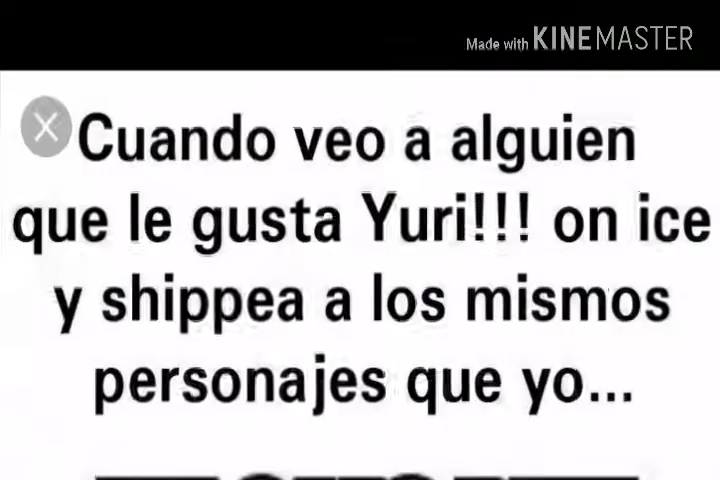 Made with KINEMASTER
Cuando veo a alguien
que le gusta Yuri!!! on ice
y shippea a los mismos
personajes que yo...